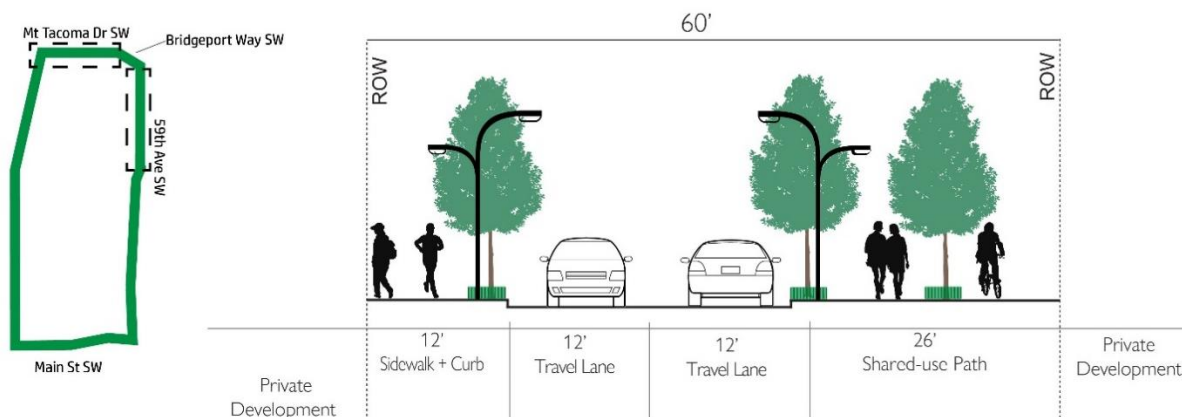 Mt Tacoma Dr SW
Bridgeport Way SW
59th Ave SW
Main St SW
60'
ROW
ROW
12'
Sidewalk + Curb
12'
Travel Lane
12'
Travel Lane
26'
Shared-use Path
Private
Development
Private
Development